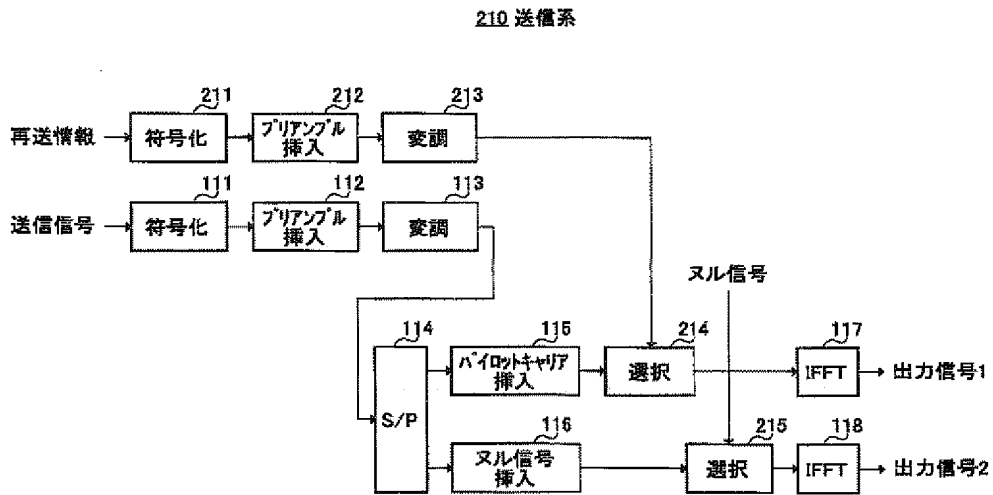 210 送信系
211 212 213
再送情報 符号化 プリアンブル挿入 変調
111 112 113
送信信号 符号化 プリアンブル挿入 変調
ヌル信号
114 115 214 117
S/P パイロットキャリア挿入 選択 IFFT 出力信号1
116 215 118
ヌル信号挿入 選択 IFFT 出力信号2